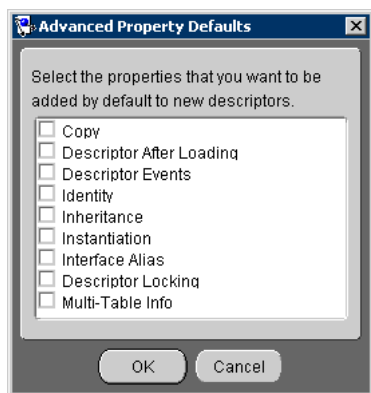 Advanced Property Defaults
Select the properties that you want to be
added by default to new descriptors.
Copy
Descriptor After Loading
Descriptor Events
Identity
Inheritance
Instantiation
Interface Alias
Descriptor Locking
Multi-Table Info
OK
Cancel